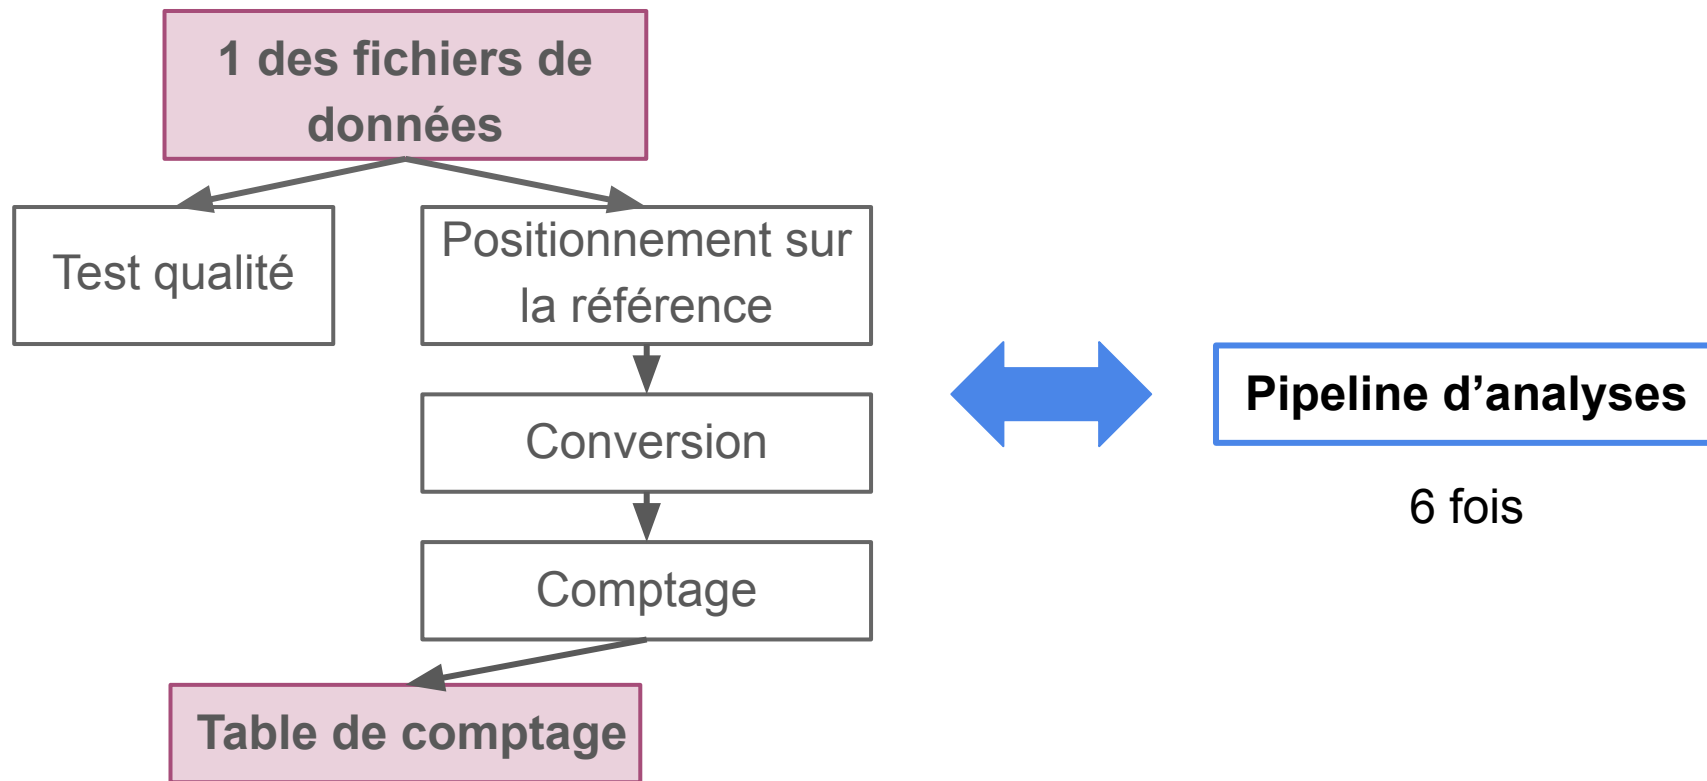 1 des fichiers de
données
Test qualité
Positionnement sur
la référence
Conversion
Comptage
Table de comptage
Pipeline d’analyses
6 fois